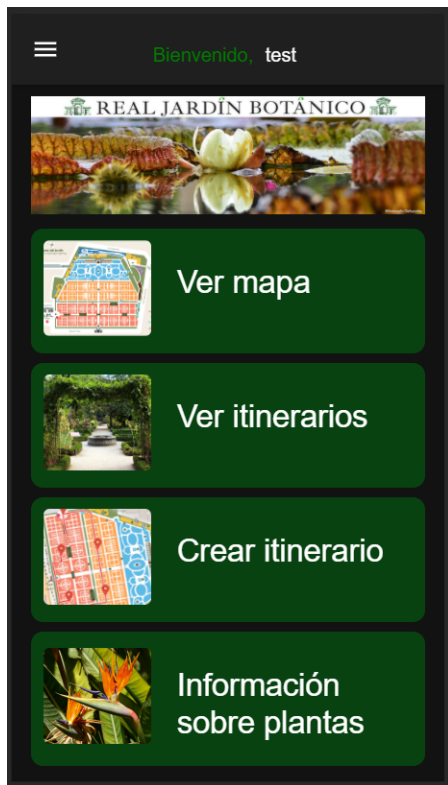 Bienvenido, test
REAL JARDÍN BOTÁNICO
Ver mapa
Ver itinerarios
Crear itinerario
Información
sobre plantas